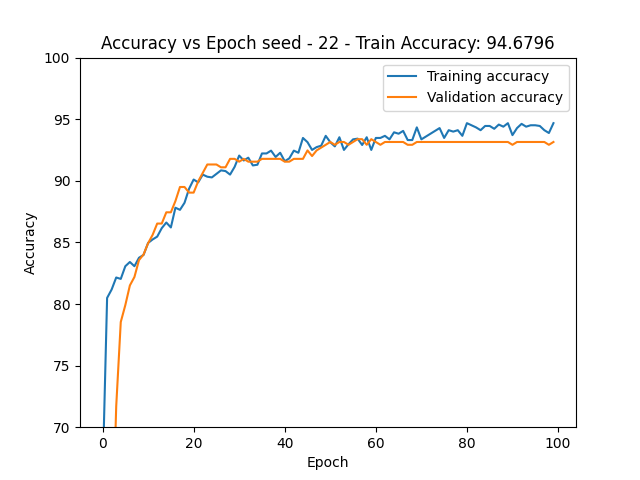 Accuracy vs Epoch seed - 22 - Train Accuracy: 94.6796
Training accuracy
Validation accuracy
100
95
90
85
80
75
70
Accuracy
0 20 40 60 80 100
Epoch